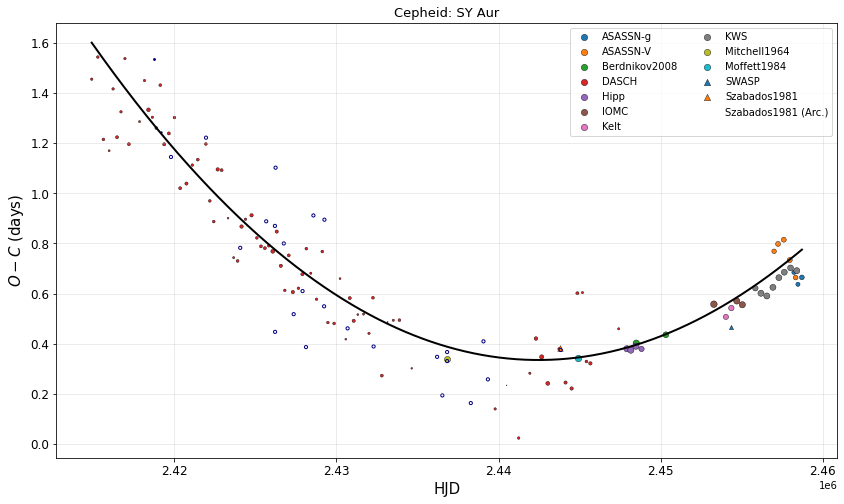 Cepheid: SY Aur
1.6
1.4
1.2
1.0
0.8
0.6
0.4
0.2
0.0
O − C (days)
ASASSN-g
ASASSN-V
Berdnikov2008
DASCH
Hipp
IOMC
Kelt
KWS
Mitchell1964
Moffett1984
SWASP
Szabados1981
Szabados1981 (Arc.)
2.42 2.43 2.44 2.45 2.46
1e6
HJD